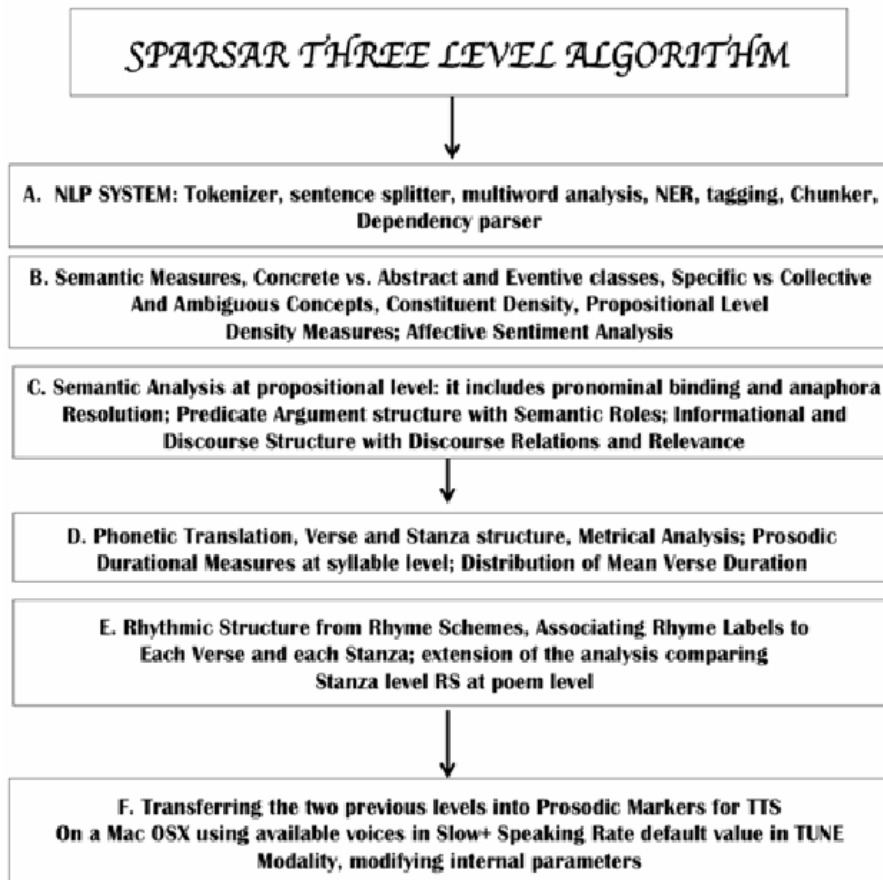 SPARSAR THREE LEVEL ALGORITHM
A. NLP SYSTEM: Tokenizer, sentence splitter, multiword analysis, NER, tagging, Chunker,
Dependency parser
B. Semantic Measures, Concrete vs. Abstract and Eventive classes, Specific vs Collective
And Ambiguous Concepts, Constituent Density, Propositional Level
Density Measures; Affective Sentiment Analysis
C. Semantic Analysis at propositional level: it includes pronominal binding and anaphora
Resolution; Predicate Argument structure with Semantic Roles; Informational and
Discourse Structure with Discourse Relations and Relevance
D. Phonetic Translation, Verse and Stanza structure, Metrical Analysis; Prosodic
Durational Measures at syllable level; Distribution of Mean Verse Duration
E. Rhythmic Structure from Rhyme Schemes, Associating Rhyme Labels to
Each Verse and each Stanza; extension of the analysis comparing
Stanza level RS at poem level
F. Transferring the two previous levels into Prosodic Markers for TTS
On a Mac OSX using available voices in Slow+ Speaking Rate default value in TUNE
Modality, modifying internal parameters